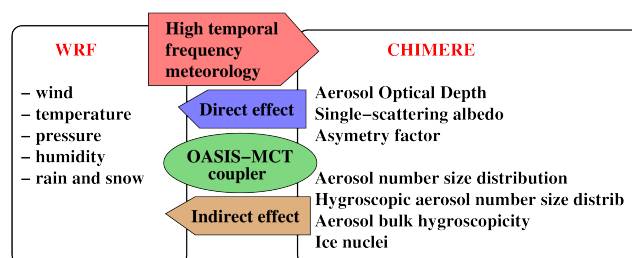 WRF
– wind
– temperature
– pressure
– humidity
– rain and snow
High temporal
frequency
meteorology
Direct effect
OASIS–MCT
coupler
Indirect effect
CHIMERE
Aerosol Optical Depth
Single–scattering albedo
Asymetry factor
Aerosol number size distribution
Hygroscopic aerosol number size distrib
Aerosol bulk hygroscopicity
Ice nuclei